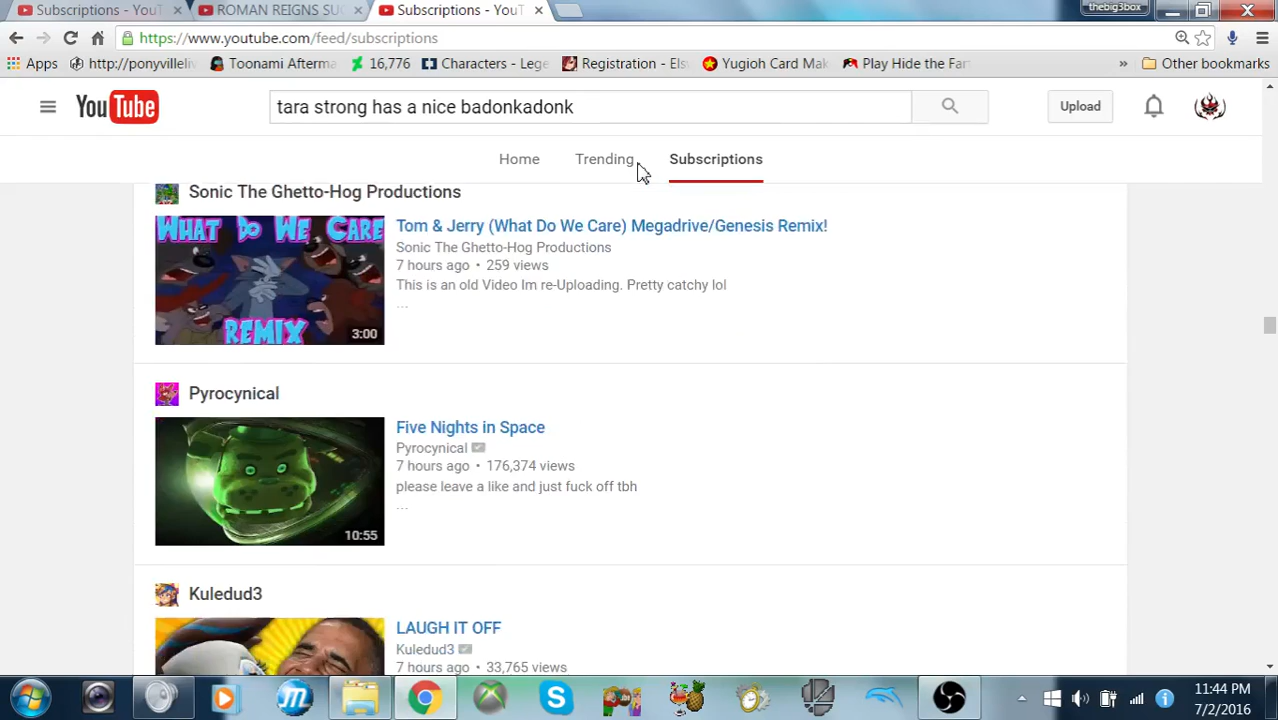 Subscriptions - YouT
ROMAN REIGNS SU
Subscriptions - YouT
thebig3box
https://www.youtube.com/feed/subscriptions
Apps
http://ponyvilleliv
Toonami Afterma
16,776
Characters - Lege
Registration - Els
Yugioh Card Mak
Play Hide the Far
»
Other bookmarks
YouTube
tara strong has a nice badonkadonk
Upload
Home
Trending
Subscriptions
Sonic The Ghetto-Hog Productions
WHAT DO WE CARE
REMIX
3:00
Tom & Jerry (What Do We Care) Megadrive/Genesis Remix!
Sonic The Ghetto-Hog Productions
7 hours ago • 259 views
This is an old Video Im re-Uploading. Pretty catchy lol
...
Pyrocynical
10:55
Five Nights in Space
Pyrocynical
7 hours ago • 176,374 views
please leave a like and just fuck off tbh
...
Kuledud3
LAUGH IT OFF
Kuledud3
7 hours ago • 33,765 views
11:44 PM
7/2/2016